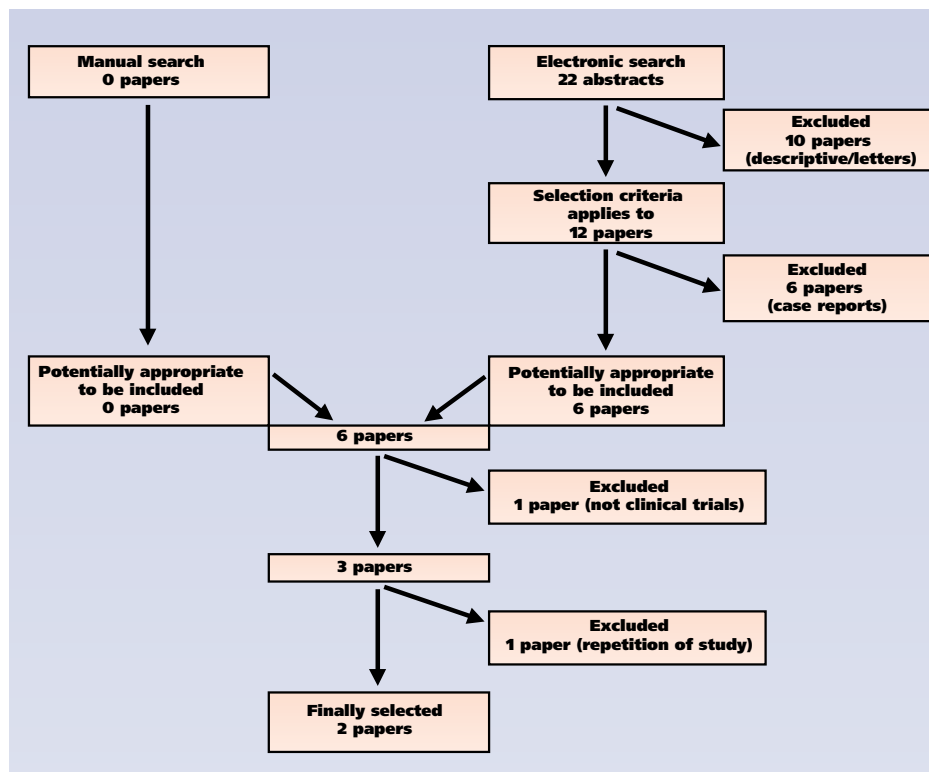 Manual search
0 papers
Electronic search
22 abstracts
Excluded
10 papers
(descriptive/letters)
Selection criteria
applies to
12 papers
Excluded
6 papers
(case reports)
Potentially appropriate
to be included
0 papers
Potentially appropriate
to be included
6 papers
6 papers
Excluded
1 paper (not clinical trials)
3 papers
Excluded
1 paper (repetition of study)
Finally selected
2 papers